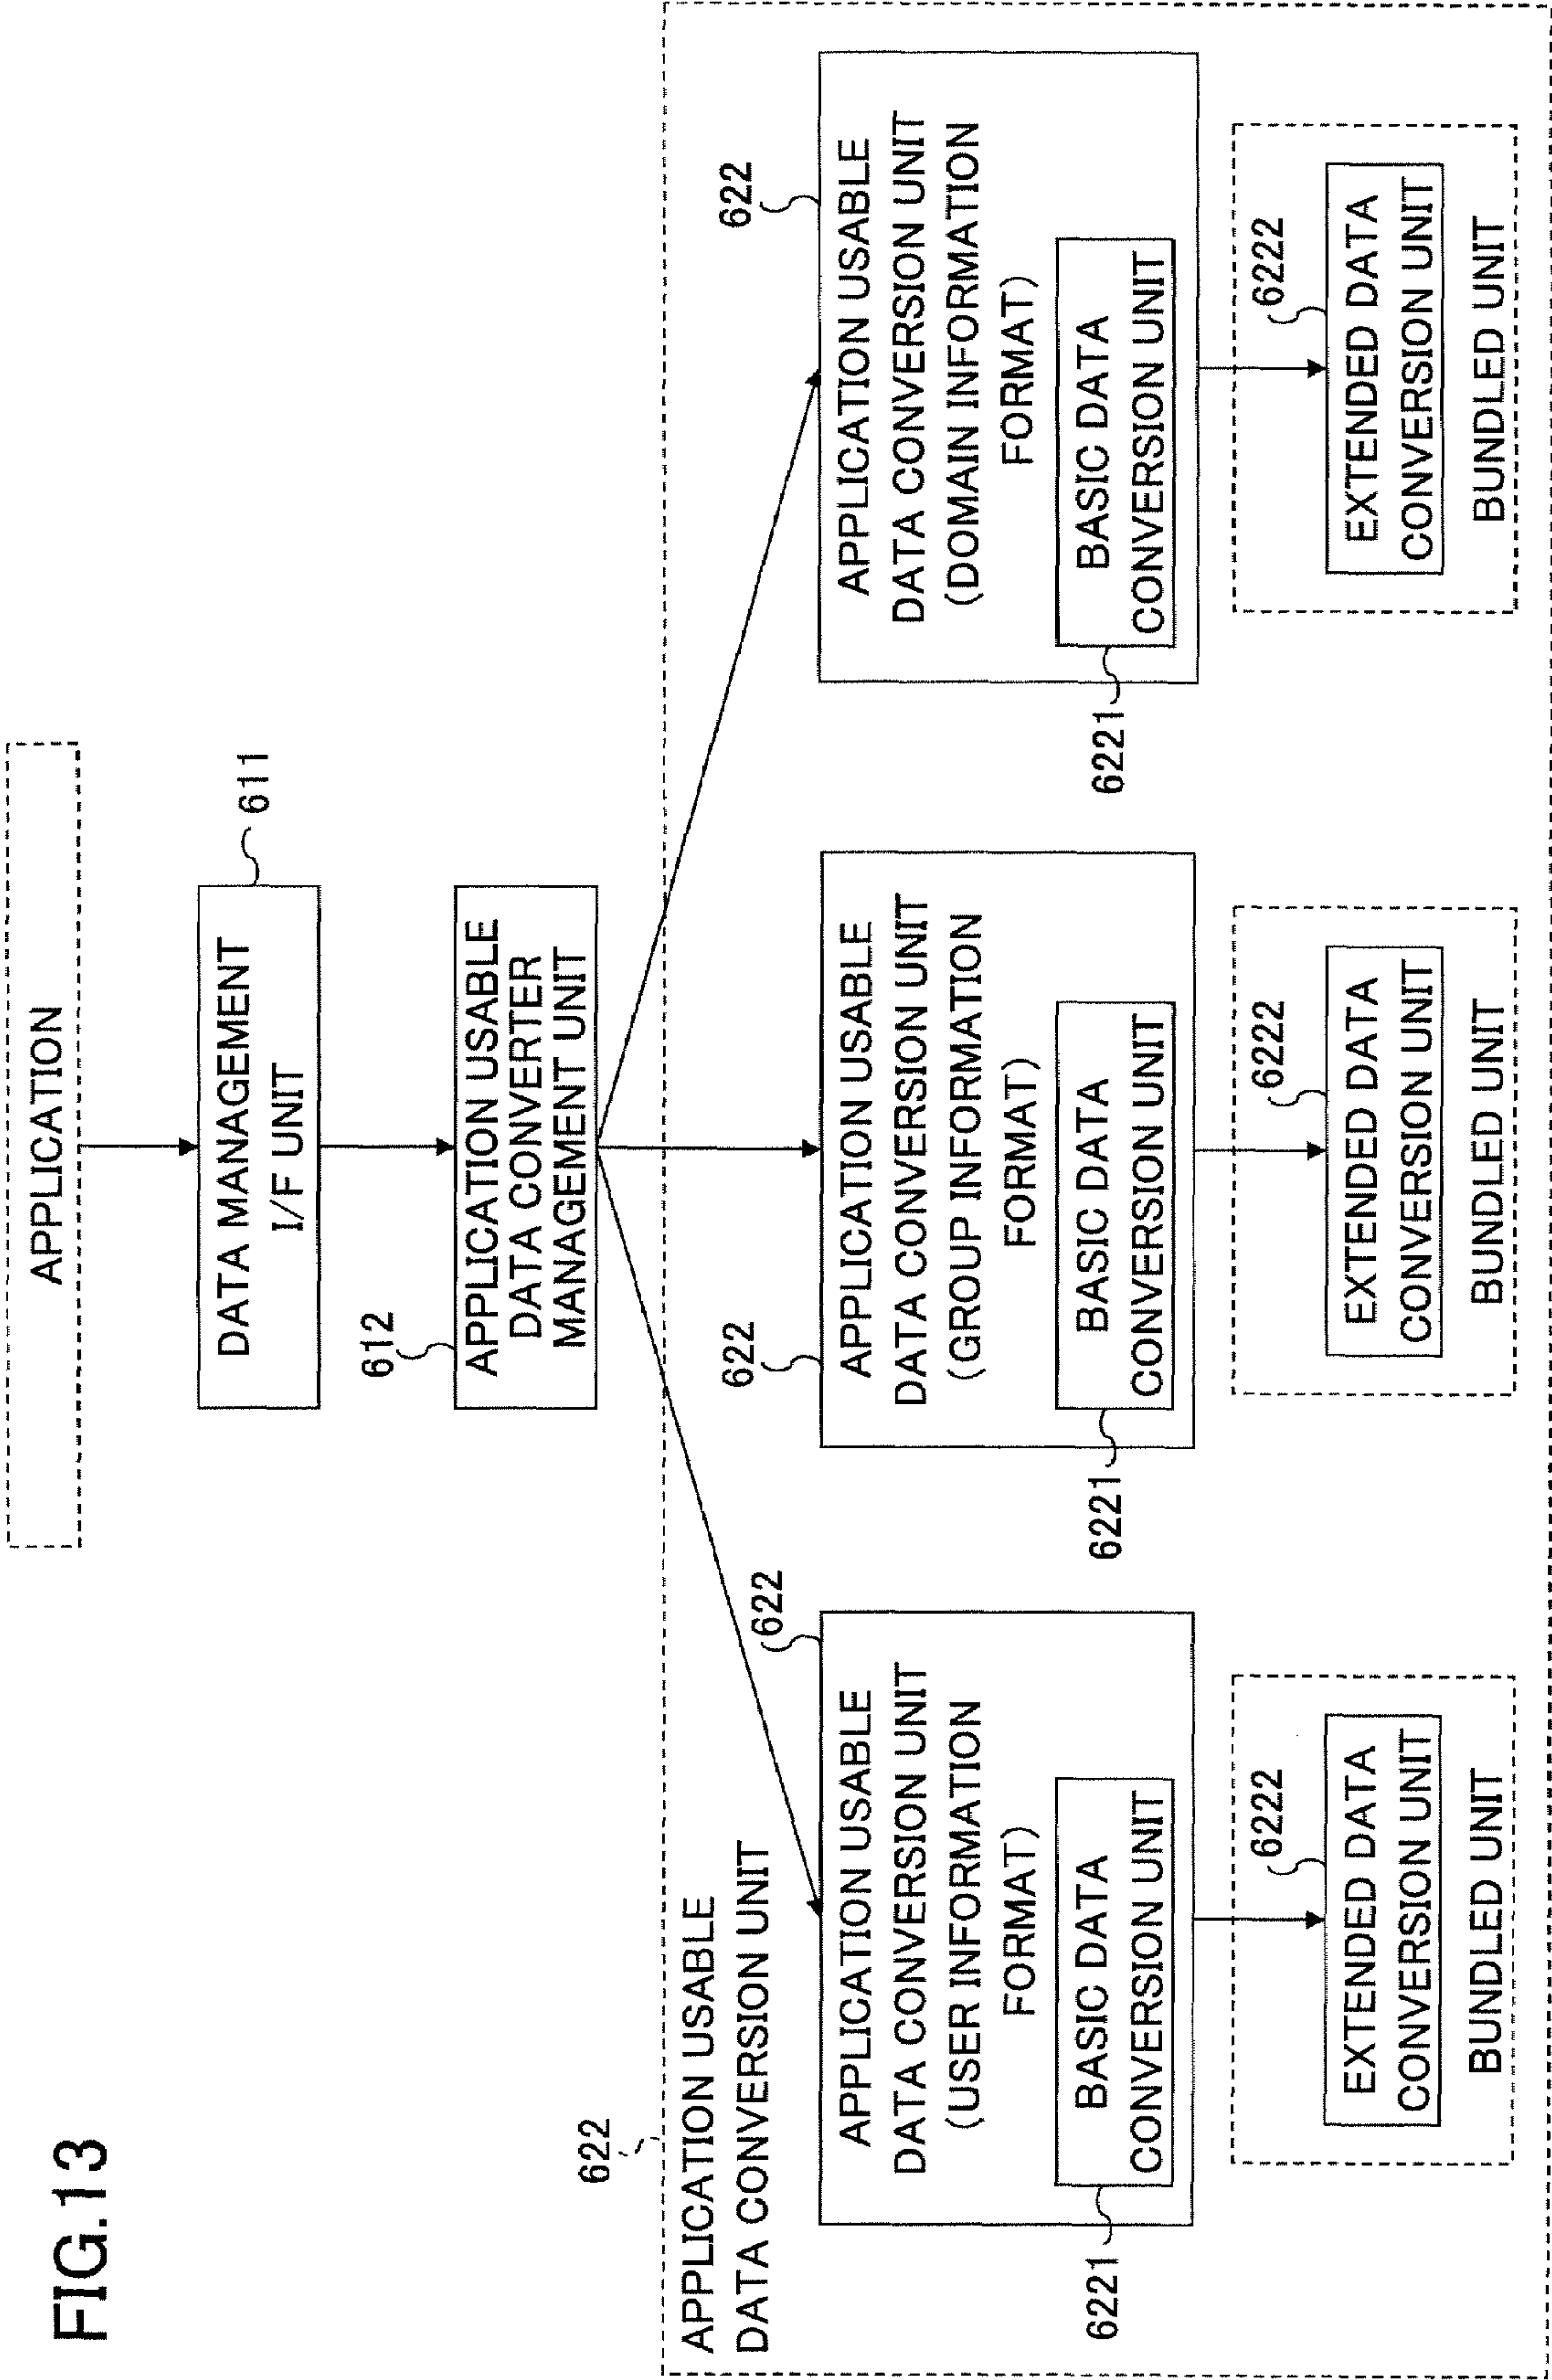 FIG.13
APPLICATION
DATA MANAGEMENT
I/F UNIT
611
612
APPLICATION USABLE
DATA CONVERTER
MANAGEMENT UNIT
622
APPLICATION USABLE
DATA CONVERSION UNIT
622
APPLICATION USABLE
DATA CONVERSION UNIT
(USER INFORMATION
FORMAT)
BASIC DATA
CONVERSION UNIT
6221
6222
EXTENDED DATA
CONVERSION UNIT
BUNDLED UNIT
622
APPLICATION USABLE
DATA CONVERSION UNIT
(GROUP INFORMATION
FORMAT)
BASIC DATA
CONVERSION UNIT
6221
6222
EXTENDED DATA
CONVERSION UNIT
BUNDLED UNIT
622
APPLICATION USABLE
DATA CONVERSION UNIT
(DOMAIN INFORMATION
FORMAT)
BASIC DATA
CONVERSION UNIT
6221
6222
EXTENDED DATA
CONVERSION UNIT
BUNDLED UNIT